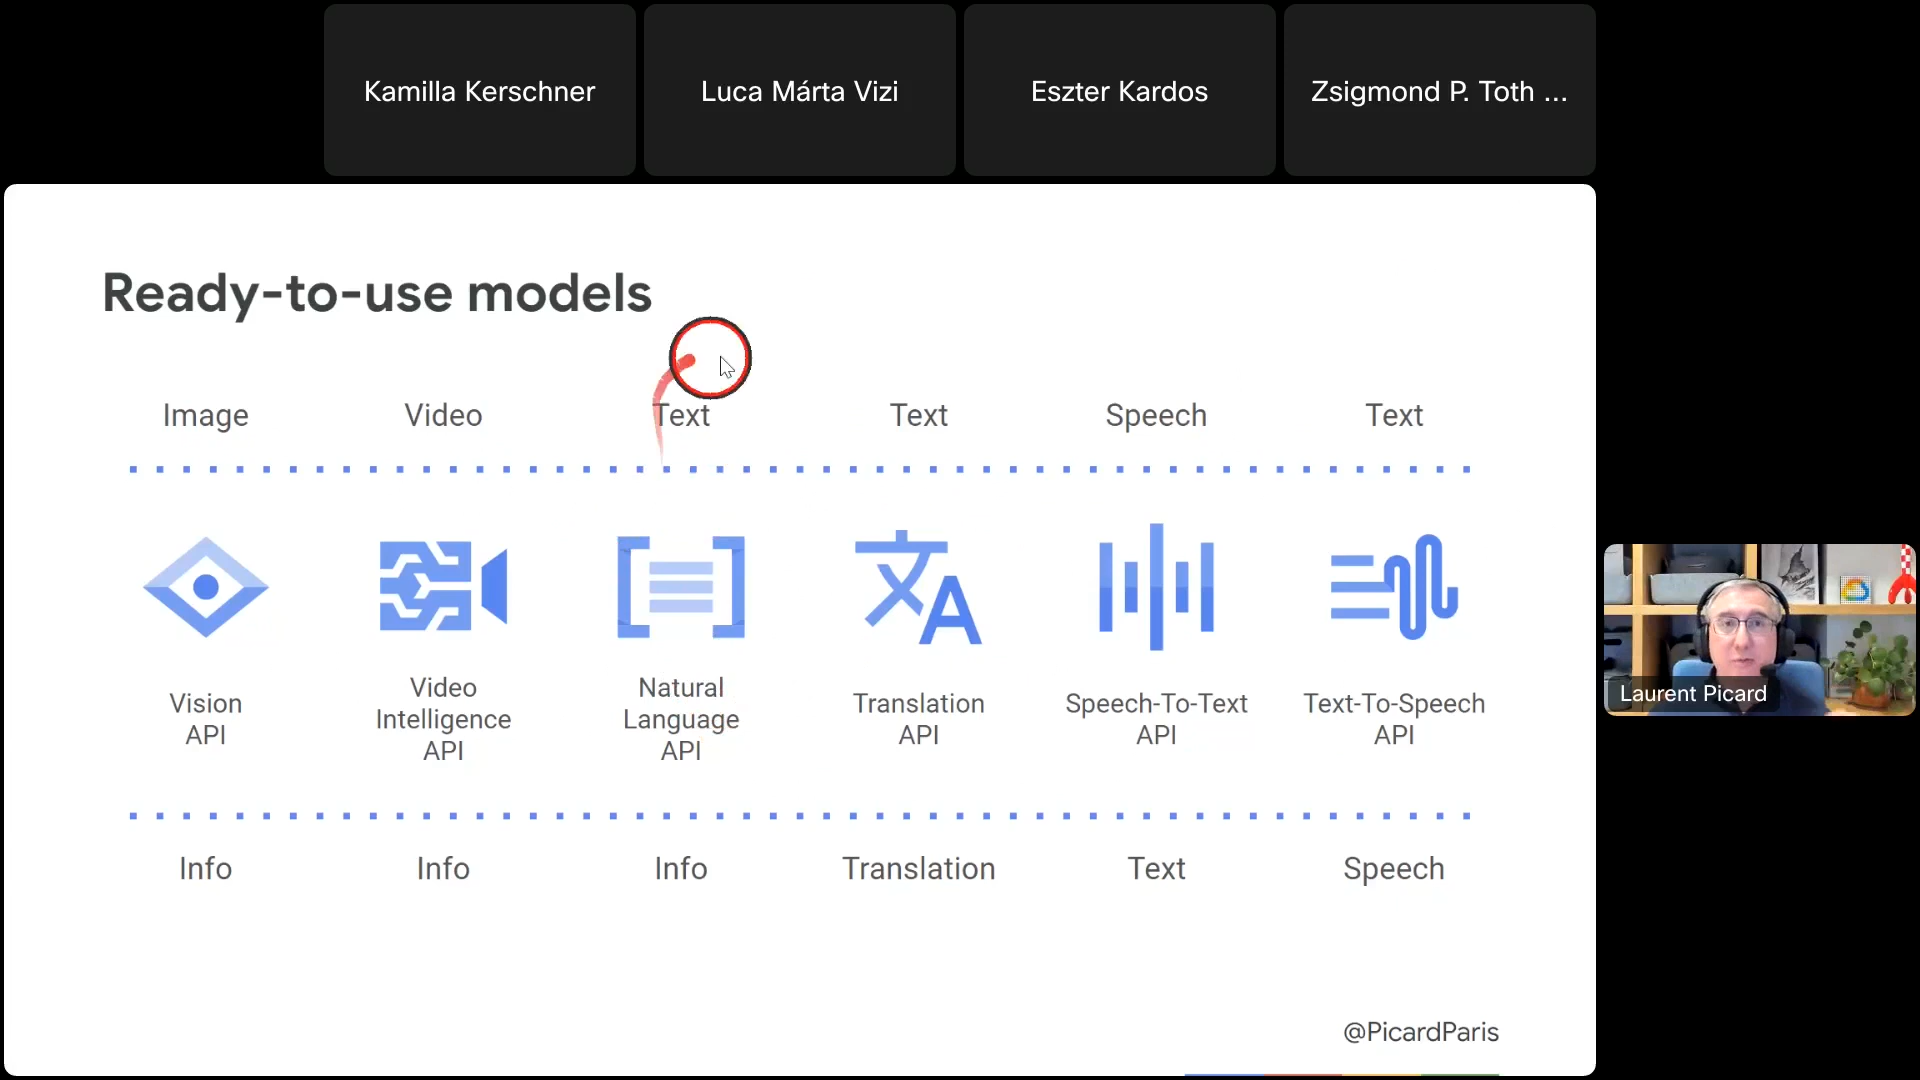 Kamilla Kerschner
Luca Márta Vizi
Eszter Kardos
Zsigmond P. Toth ...
Ready-to-use models
Image Video Text Text Speech Text
Vision API
Video Intelligence API
Natural Language API
Translation API
Speech-To-Text API
Text-To-Speech API
Info Info Info Translation Text Speech
@PicardParis
Laurent Picard